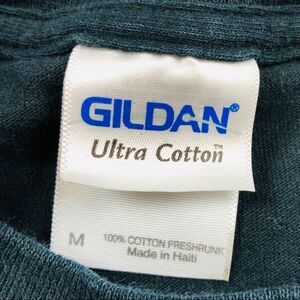 GILDAN®
Ultra Cotton™
M 100% COTTON PRESHRUNK
Made in Haiti